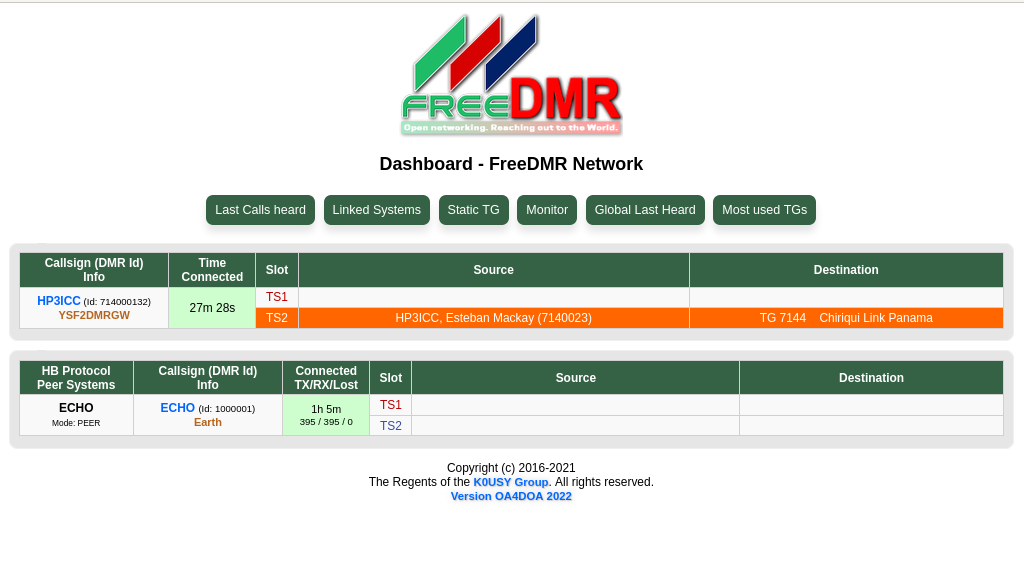 FREEDMR
Open networking. Reaching out to the World.
Dashboard - FreeDMR Network
Last Calls heard Linked Systems Static TG Monitor Global Last Heard Most used TGs
Callsign (DMR Id) Info Time Connected Slot Source Destination
HP3ICC (Id: 714000132) 27m 28s TS1
YSF2DMRGW TS2 HP3ICC, Esteban Mackay (7140023) TG 7144 Chiriqui Link Panama
HB Protocol Peer Systems Callsign (DMR Id) Info Connected TX/RX/Lost Slot Source Destination
ECHO ECHO (Id: 1000001) 1h 5m TS1
Mode: PEER Earth 395 / 395 / 0 TS2
Copyright (c) 2016-2021
The Regents of the K0USY Group. All rights reserved.
Version OA4DOA 2022